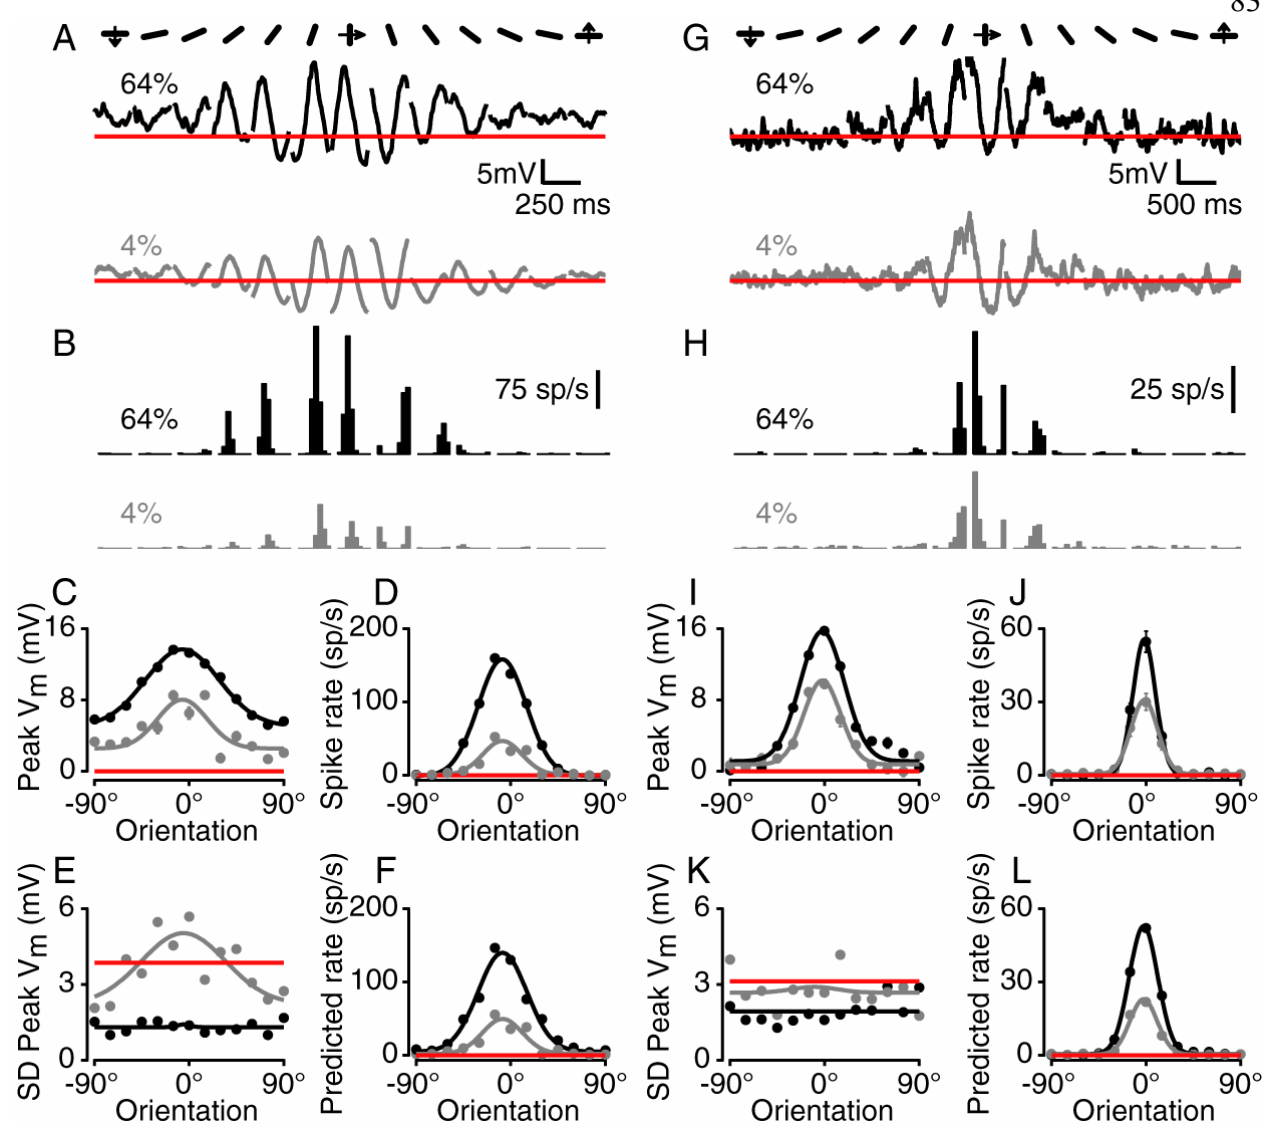 85
A
G
64%
64%
5mV
250 ms
5mV
500 ms
4%
4%
B
H
75 sp/s
25 sp/s
64%
64%
4%
4%
C
D
I
J
Peak Vm (mV)
16
8
0
-90° 0° 90°
Orientation
Spike rate (sp/s)
200
100
0
-90° 0° 90°
Orientation
Peak Vm (mV)
16
8
0
-90° 0° 90°
Orientation
Spike rate (sp/s)
60
30
0
-90° 0° 90°
Orientation
E
F
K
L
SD Peak Vm (mV)
6
3
0
-90° 0° 90°
Orientation
Predicted rate (sp/s)
200
100
0
-90° 0° 90°
Orientation
SD Peak Vm (mV)
6
3
0
-90° 0° 90°
Orientation
Predicted rate (sp/s)
60
30
0
-90° 0° 90°
Orientation